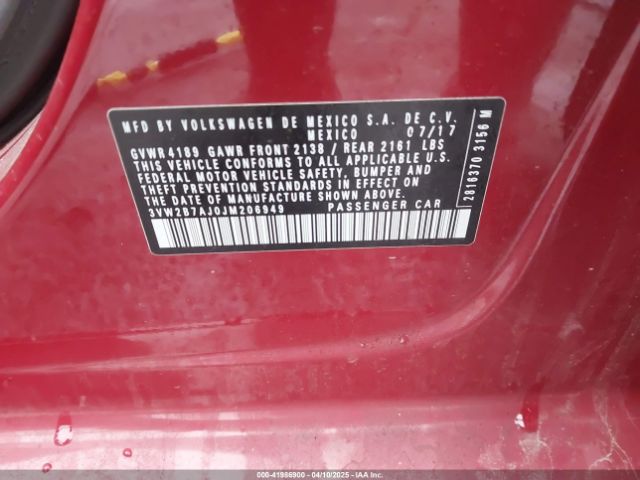 MFD BY VOLKSWAGEN DE MEXICO S.A. DE C.V.
MEXICO 07/17
GVWR 4189 GAWR FRONT 2138 / REAR 2161 LBS
THIS VEHICLE CONFORMS TO ALL APPLICABLE U.S.
FEDERAL MOTOR VEHICLE SAFETY, BUMPER AND
THEFT PREVENTION STANDARDS IN EFFECT ON
THE DATE OF MANUFACTURE SHOWN ABOVE.
3VW2B7AJ0JM206949 PASSENGER CAR
2816370 3156 M
000-41986900 04/10/2025 IAAI.COM